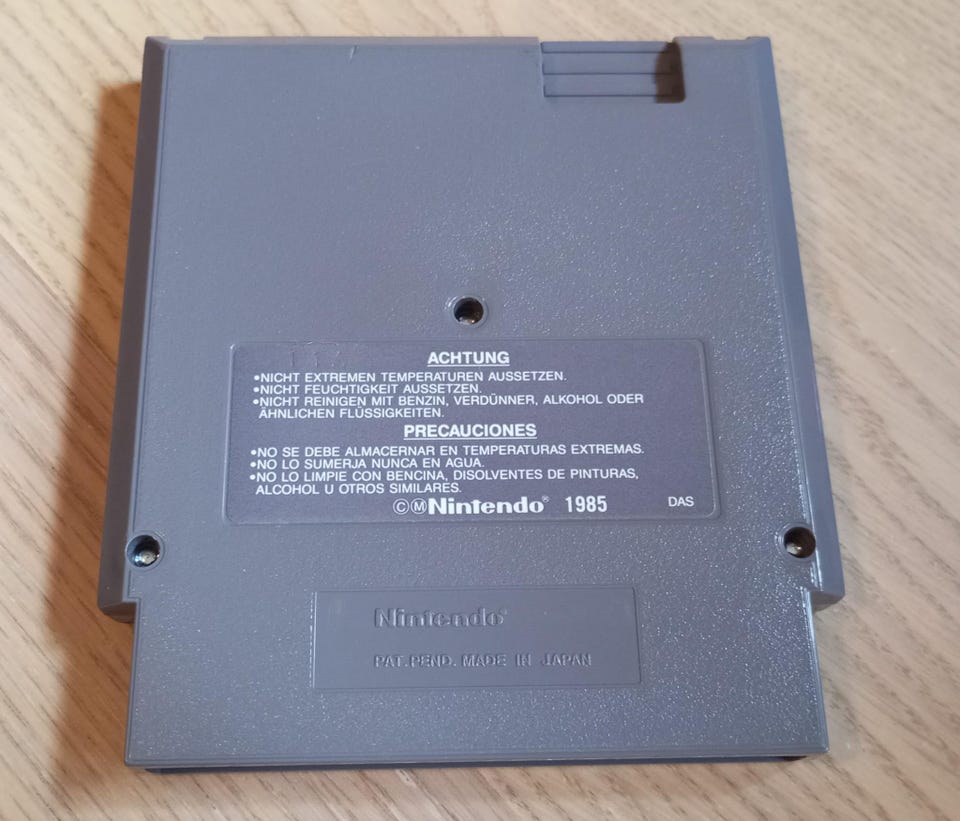 ACHTUNG
•NICHT EXTREMEN TEMPERATUREN AUSSETZEN.
•NICHT FEUCHTIGKEIT AUSSETZEN.
•NICHT REINIGEN MIT BENZIN, VERDÜNNER, ALKOHOL ODER
ÄHNLICHEN FLÜSSIGKEITEN.
PRECAUCIONES
•NO SE DEBE ALMACERNAR EN TEMPERATURAS EXTREMAS.
•NO LO SUMERJA NUNCA EN AGUA.
•NO LO LIMPIE CON BENCINA, DISOLVENTES DE PINTURAS,
ALCOHOL U OTROS SIMILARES.
ⒸⓂNintendo® 1985 DAS
Nintendo®
PAT.PEND. MADE IN JAPAN